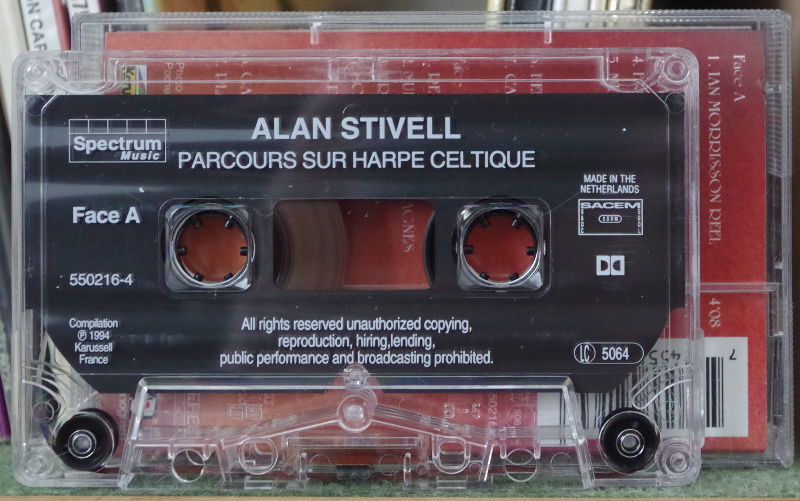 ALAN STIVELL
PARCOURS SUR HARPE CELTIQUE
Spectrum
Music
MADE IN THE
NETHERLANDS
SACEM
Face A
550216-4
Compilation
℗ 1994
Karussell
France
All rights reserved unauthorized copying,
reproduction, hiring,lending,
public performance and broadcasting prohibited.
LC 5064
Face A
1. IAN MORRISSON REEL
4'08